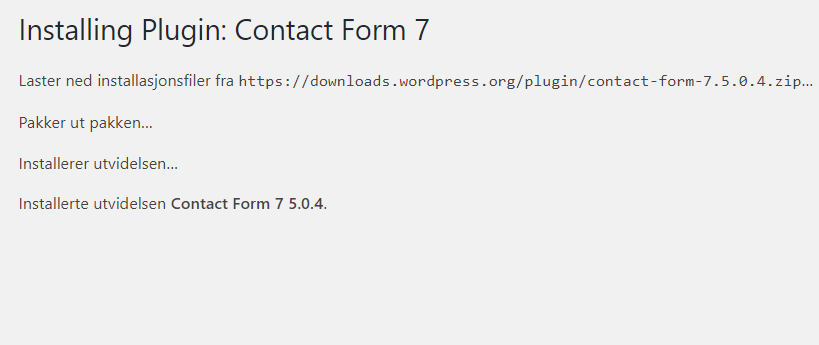 Installing Plugin: Contact Form 7
Laster ned installasjonsfiler fra https://downloads.wordpress.org/plugin/contact-form-7.5.0.4.zip…
Pakker ut pakken…
Installerer utvidelsen…
Installerte utvidelsen Contact Form 7 5.0.4.